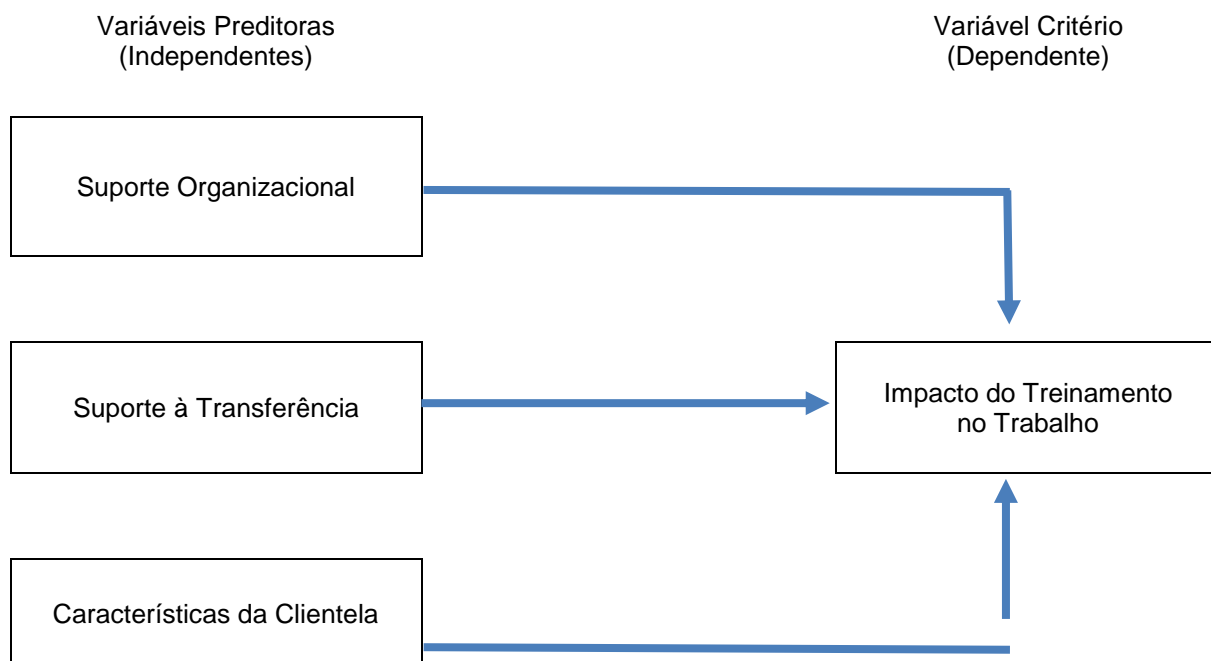 Variáveis Preditoras
(Independentes)
Variável Critério
(Dependente)
Suporte Organizacional
Suporte à Transferência
Impacto do Treinamento
no Trabalho
Características da Clientela